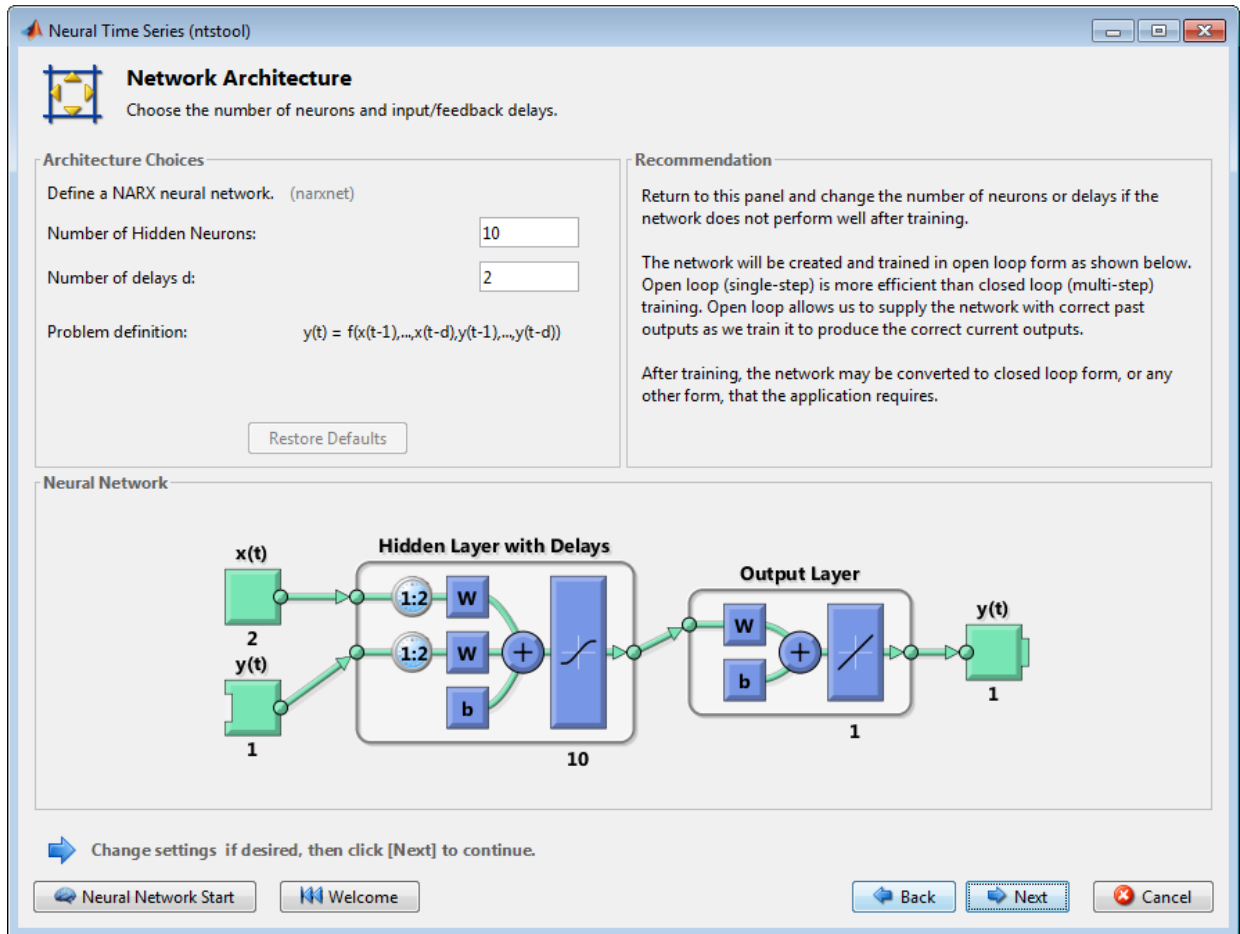 Neural Time Series (ntstool)
Network Architecture
Choose the number of neurons and input/feedback delays.
Architecture Choices
Define a NARX neural network. (narxnet)
Number of Hidden Neurons: 10
Number of delays d: 2
Problem definition: y(t) = f(x(t-1),...,x(t-d),y(t-1),...,y(t-d))
Restore Defaults
Recommendation
Return to this panel and change the number of neurons or delays if the
network does not perform well after training.
The network will be created and trained in open loop form as shown below.
Open loop (single-step) is more efficient than closed loop (multi-step)
training. Open loop allows us to supply the network with correct past
outputs as we train it to produce the correct current outputs.
After training, the network may be converted to closed loop form, or any
other form, that the application requires.
Neural Network
x(t)
2
y(t)
1
Hidden Layer with Delays
1:2 W
1:2 W +
b
10
Output Layer
W
+
b
1
y(t)
1
Change settings if desired, then click [Next] to continue.
Neural Network Start
Welcome
Back
Next
Cancel